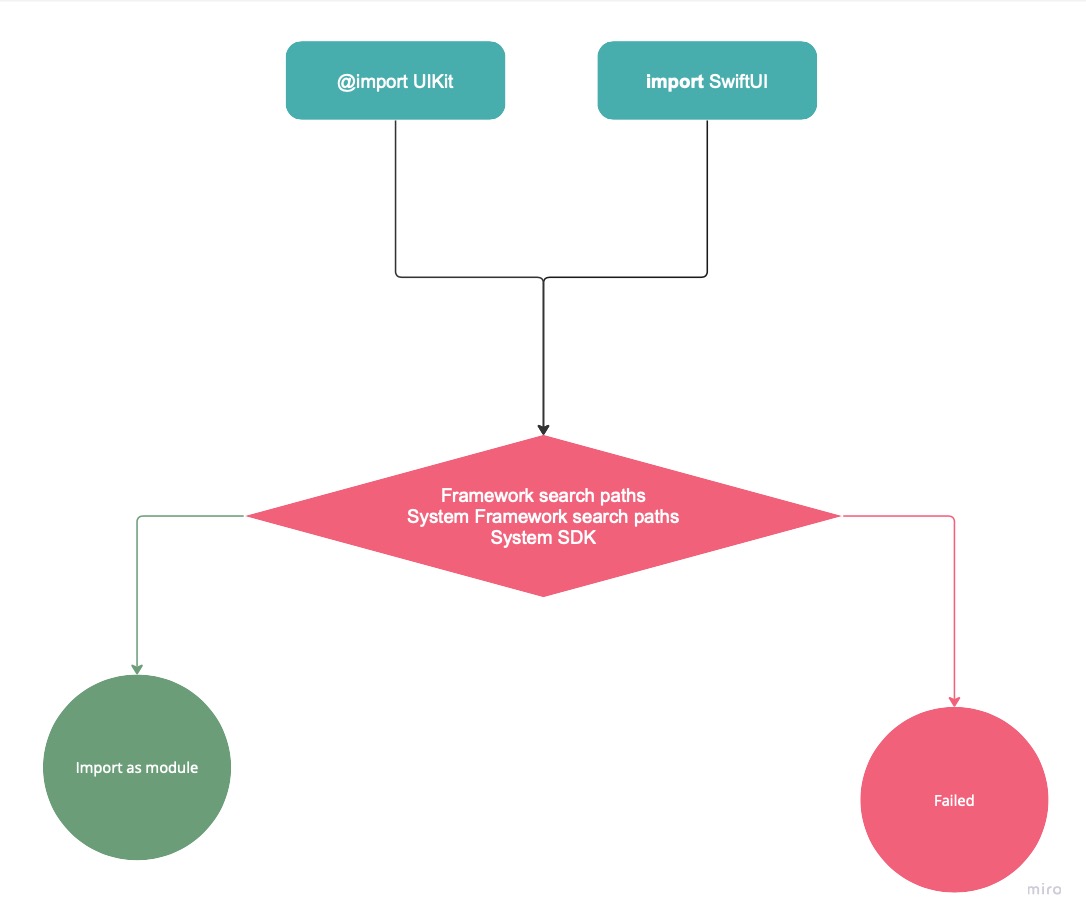 @import UIKit
import SwiftUI
Framework search paths
System Framework search paths
System SDK
Import as module
Failed
miro